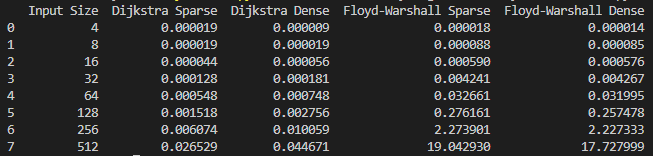 Input Size Dijkstra Sparse Dijkstra Dense Floyd-Warshall Sparse Floyd-Warshall Dense
0 4 0.000019 0.000009 0.000018 0.000014
1 8 0.000019 0.000019 0.000088 0.000085
2 16 0.000044 0.000056 0.000590 0.000576
3 32 0.000128 0.000181 0.004241 0.004267
4 64 0.000548 0.000748 0.032661 0.031995
5 128 0.001518 0.002756 0.276161 0.257478
6 256 0.006074 0.010059 2.273901 2.227333
7 512 0.026529 0.044671 19.042930 17.727999